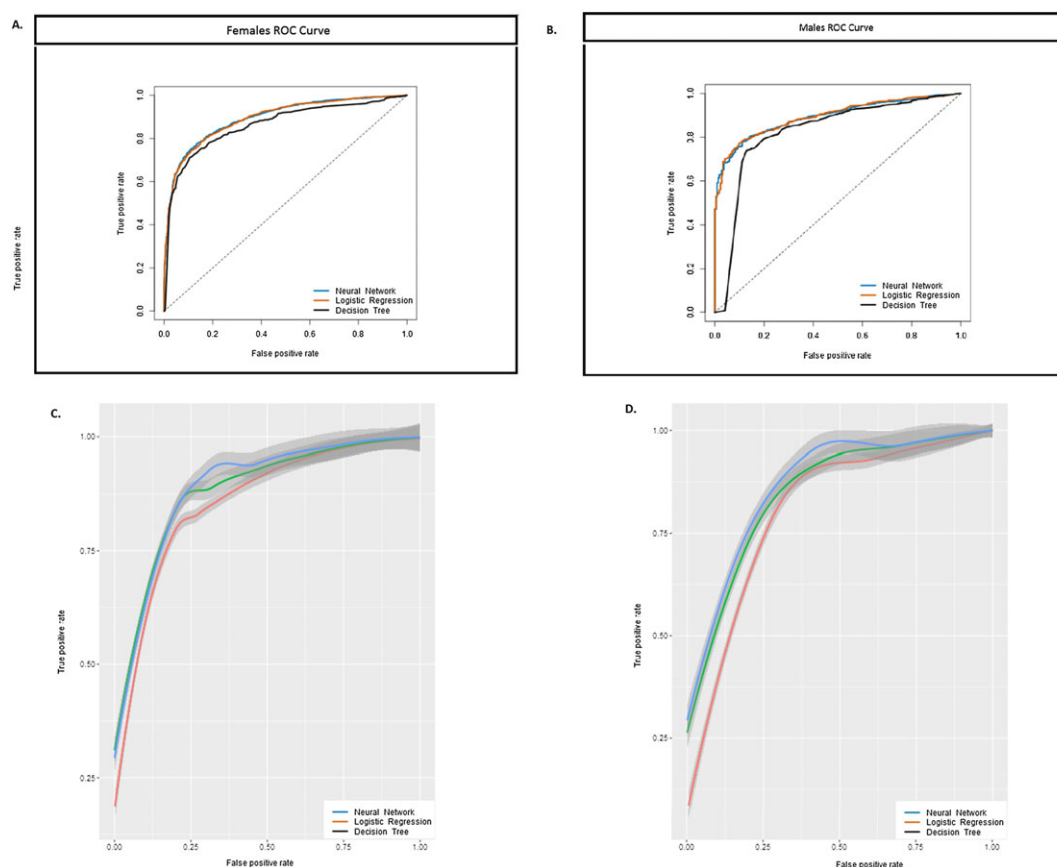 A.
Females ROC Curve
True positive rate
True positive rate
0.0
0.2
0.4
0.6
0.8
1.0
0.0 0.2 0.4 0.6 0.8 1.0
False positive rate
Neural Network
Logistic Regression
Decision Tree
B.
Males ROC Curve
True positive rate
0.0
0.2
0.4
0.6
0.8
1.0
0.0 0.2 0.4 0.6 0.8 1.0
False positive rate
Neural Network
Logistic Regression
Decision Tree
C.
True positive rate
1.00
0.75
0.50
0.25
0.00 0.25 0.50 0.75 1.00
False positive rate
Neural Network
Logistic Regression
Decision Tree
D.
True positive rate
1.00
0.75
0.50
0.25
0.00 0.25 0.50 0.75 1.00
False positive rate
Neural Network
Logistic Regression
Decision Tree